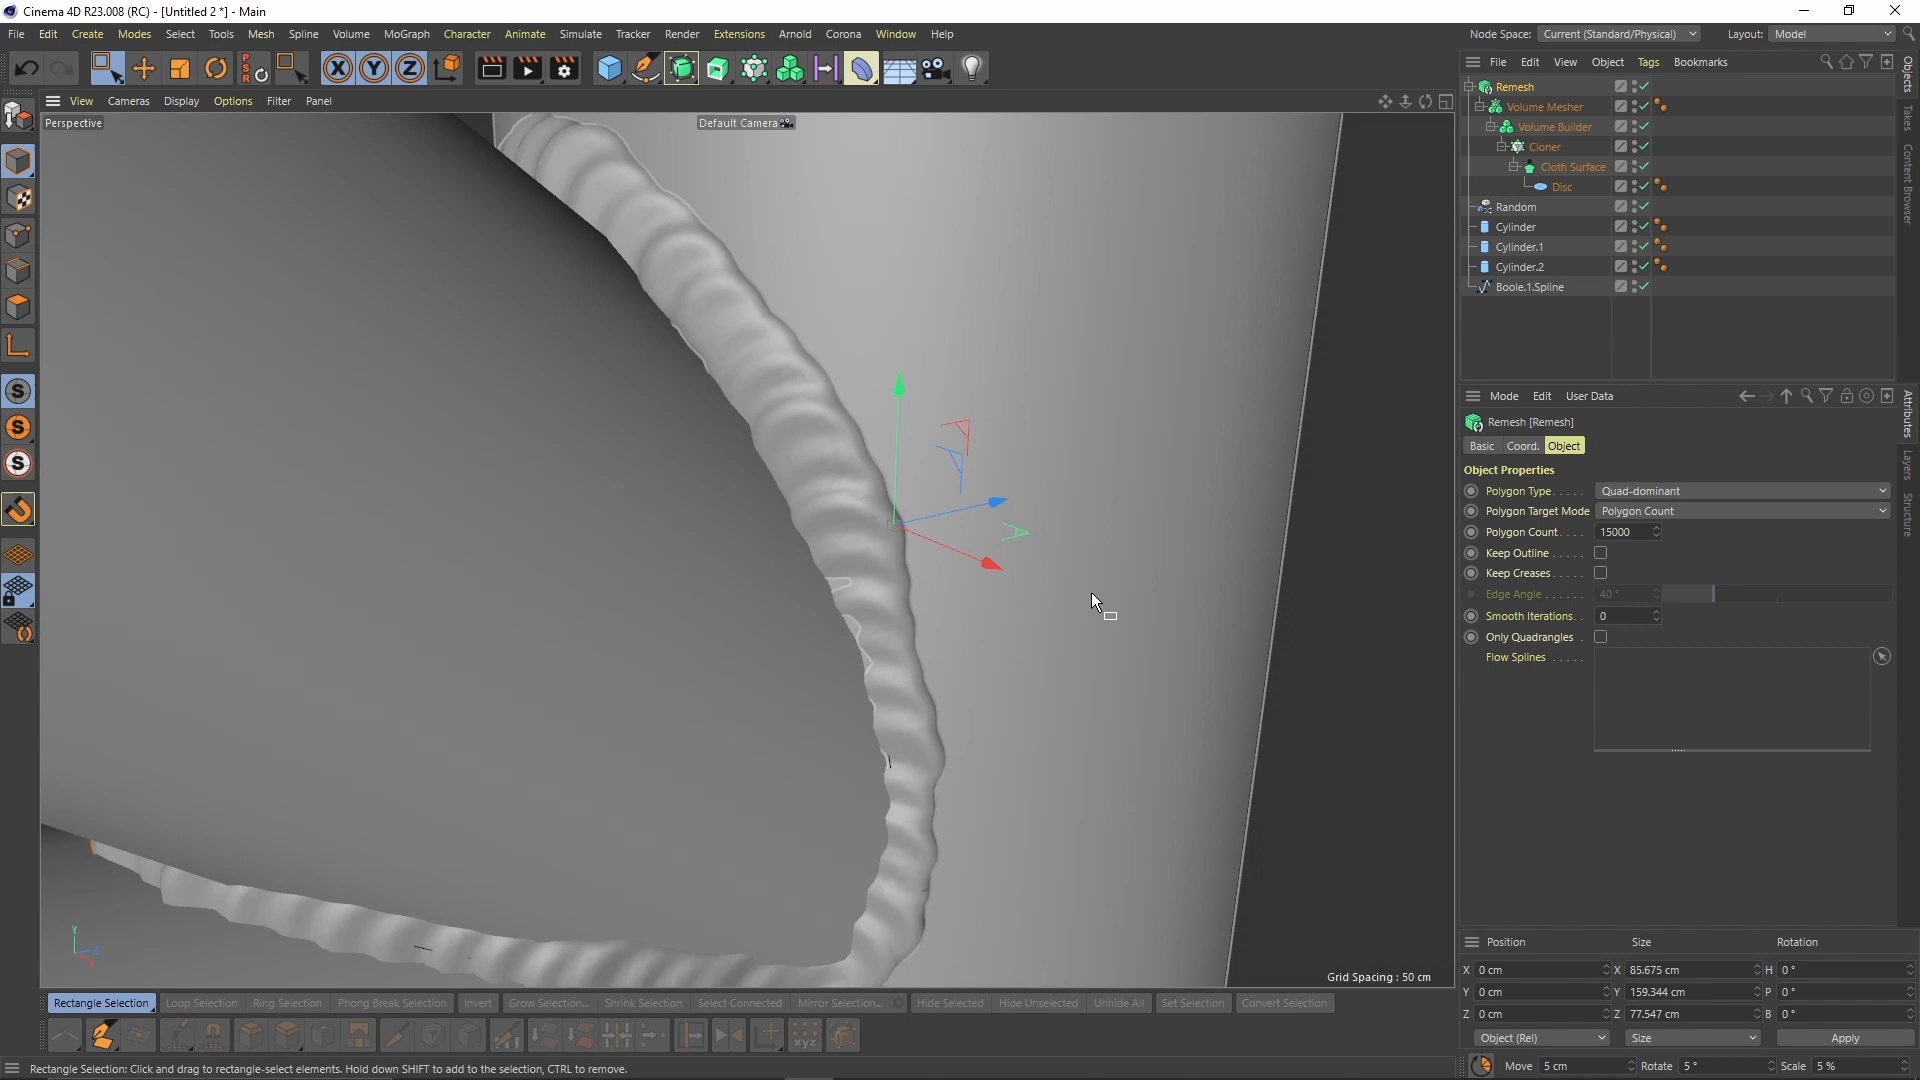 Cinema 4D R23.008 (RC) - [Untitled 2 *] - Main
File Edit Create Modes Select Tools Mesh Spline Volume MoGraph Character Animate Simulate Tracker Render Extensions Arnold Corona Window Help
Node Space: Current (Standard/Physical) Layout: Model
View Cameras Display Options Filter Panel
File Edit View Object Tags Bookmarks
Perspective
Default Camera
Remesh
Volume Mesher
Volume Builder
Cloner
Cloth Surface
Disc
Random
Cylinder
Cylinder.1
Cylinder.2
Boole.1.Spline
Objects
Takes
Content Browser
Mode Edit User Data
Remesh [Remesh]
Basic Coord. Object
Object Properties
Polygon Type . . . . . Quad-dominant
Polygon Target Mode Polygon Count
Polygon Count. . . . 15000
Keep Outline . . . . .
Keep Creases. . . . .
Edge Angle . . . . . . 40 °
Smooth Iterations. . 0
Only Quadrangles .
Flow Splines . . . . .
Attributes
Layers
Structure
Grid Spacing : 50 cm
Position Size Rotation
X 0 cm X 85.675 cm H 0 °
Y 0 cm Y 159.344 cm P 0 °
Z 0 cm Z 77.547 cm B 0 °
Object (Rel) Size Apply
Move 5 cm Rotate 5 ° Scale 5 %
Rectangle Selection Loop Selection Ring Selection Phong Break Selection Invert Grow Selection... Shrink Selection Select Connected Mirror Selection... Hide Selected Hide Unselected Unhide All Set Selection Convert Selection
Rectangle Selection: Click and drag to rectangle-select elements. Hold down SHIFT to add to the selection, CTRL to remove.
X Y Z
PSR
S
S
S
xyz
Y
Z
X